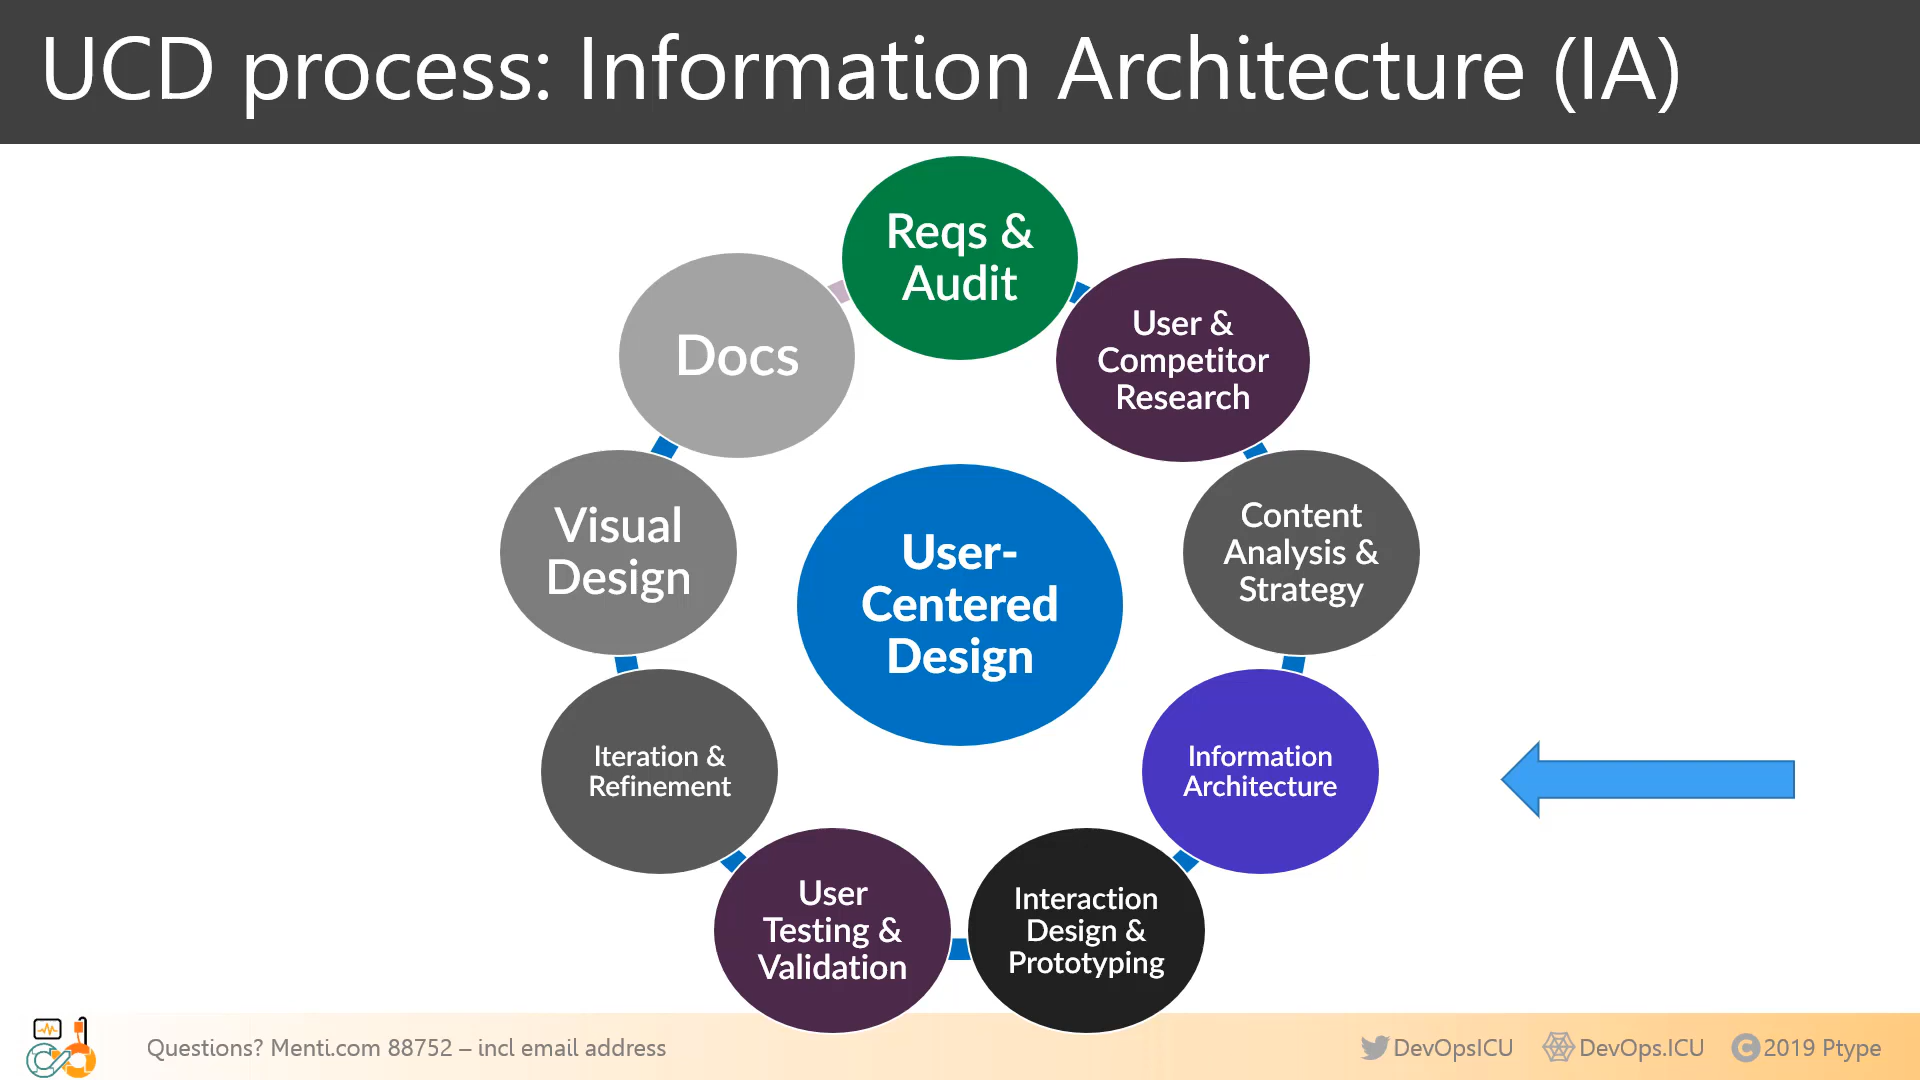 UCD process: Information Architecture (IA)
Reqs &
Audit
User &
Competitor
Research
Content
Analysis &
Strategy
Information
Architecture
Interaction
Design &
Prototyping
User
Testing &
Validation
Iteration &
Refinement
Visual
Design
Docs
User-
Centered
Design
Questions? Menti.com 88752 – incl email address
DevOpsICU
DevOps.ICU
©2019 Ptype